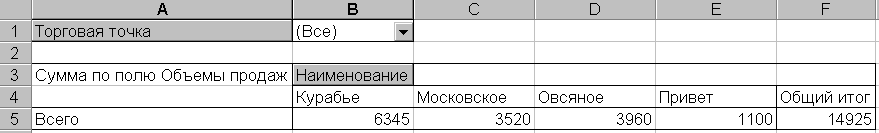 A B C D E F
1 Торговая точка (Все)
2
3 Сумма по полю Объемы продаж Наименование
4 Курабье Московское Овсяное Привет Общий итог
5 Всего 6345 3520 3960 1100 14925